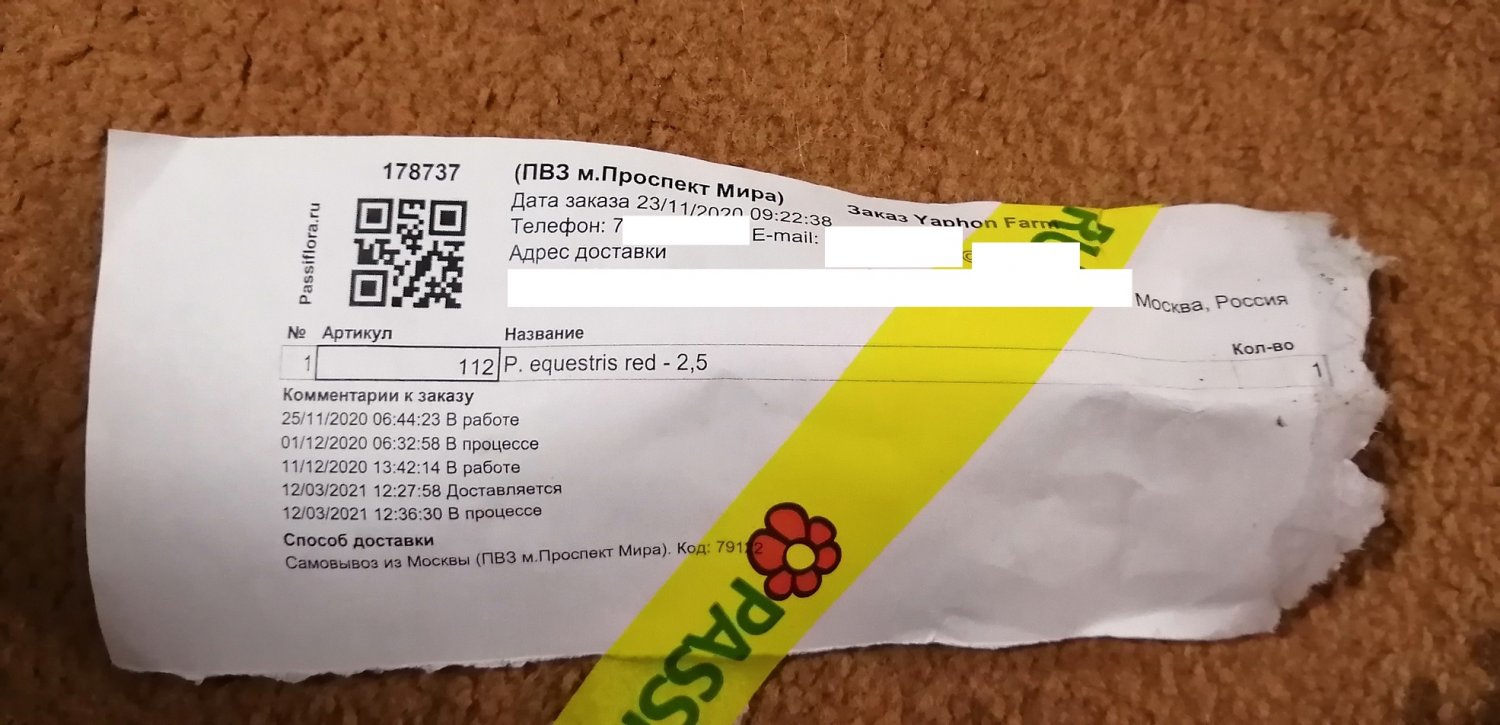 178737
Passiflora.ru
(ПВЗ м.Проспект Мира)
Дата заказа 23/11/2020 09:22:38 Заказ Yaphon Farm
Телефон: 7 E-mail: @
Адрес доставки
Москва, Россия
№ Артикул Название Кол-во
1 112 P. equestris red - 2,5 1
Комментарии к заказу
25/11/2020 06:44:23 В работе
01/12/2020 06:32:58 В процессе
11/12/2020 13:42:14 В работе
12/03/2021 12:27:58 Доставляется
12/03/2021 12:36:30 В процессе
Способ доставки
Самовывоз из Москвы (ПВЗ м.Проспект Мира). Код: 79122
PASSI
RU